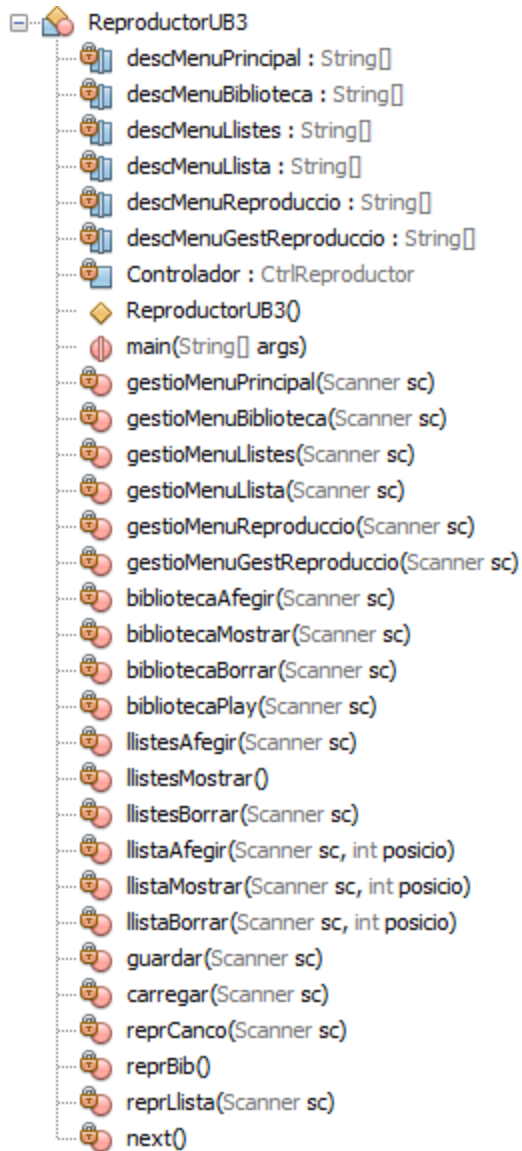 ReproductorUB3
descMenuPrincipal : String[]
descMenuBiblioteca : String[]
descMenuLlistes : String[]
descMenuLlista : String[]
descMenuReproduccio : String[]
descMenuGestReproduccio : String[]
Controlador : CtrlReproductor
ReproductorUB3()
main(String[] args)
gestioMenuPrincipal(Scanner sc)
gestioMenuBiblioteca(Scanner sc)
gestioMenuLlistes(Scanner sc)
gestioMenuLlista(Scanner sc)
gestioMenuReproduccio(Scanner sc)
gestioMenuGestReproduccio(Scanner sc)
bibliotecaAfegir(Scanner sc)
bibliotecaMostrar(Scanner sc)
bibliotecaBorrar(Scanner sc)
bibliotecaPlay(Scanner sc)
llistesAfegir(Scanner sc)
llistesMostrar()
llistesBorrar(Scanner sc)
llistaAfegir(Scanner sc, int posicio)
llistaMostrar(Scanner sc, int posicio)
llistaBorrar(Scanner sc, int posicio)
guardar(Scanner sc)
carregar(Scanner sc)
reprCanco(Scanner sc)
reprBib()
reprLlista(Scanner sc)
next()